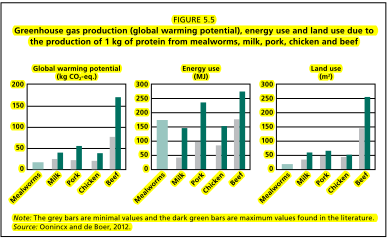 FIGURE 5.5
Greenhouse gas production (global warming potential), energy use and land use due to
the production of 1 kg of protein from mealworms, milk, pork, chicken and beef
Global warming potential
(kg CO₂-eq.)
200
150
100
50
0
Mealworms
Milk
Pork
Chicken
Beef
Energy use
(MJ)
300
250
200
150
100
50
0
Mealworms
Milk
Pork
Chicken
Beef
Land use
(m²)
300
250
200
150
100
50
0
Mealworms
Milk
Pork
Chicken
Beef
Note: The grey bars are minimal values and the dark green bars are maximum values found in the literature.
Source: Oonincx and de Boer, 2012.